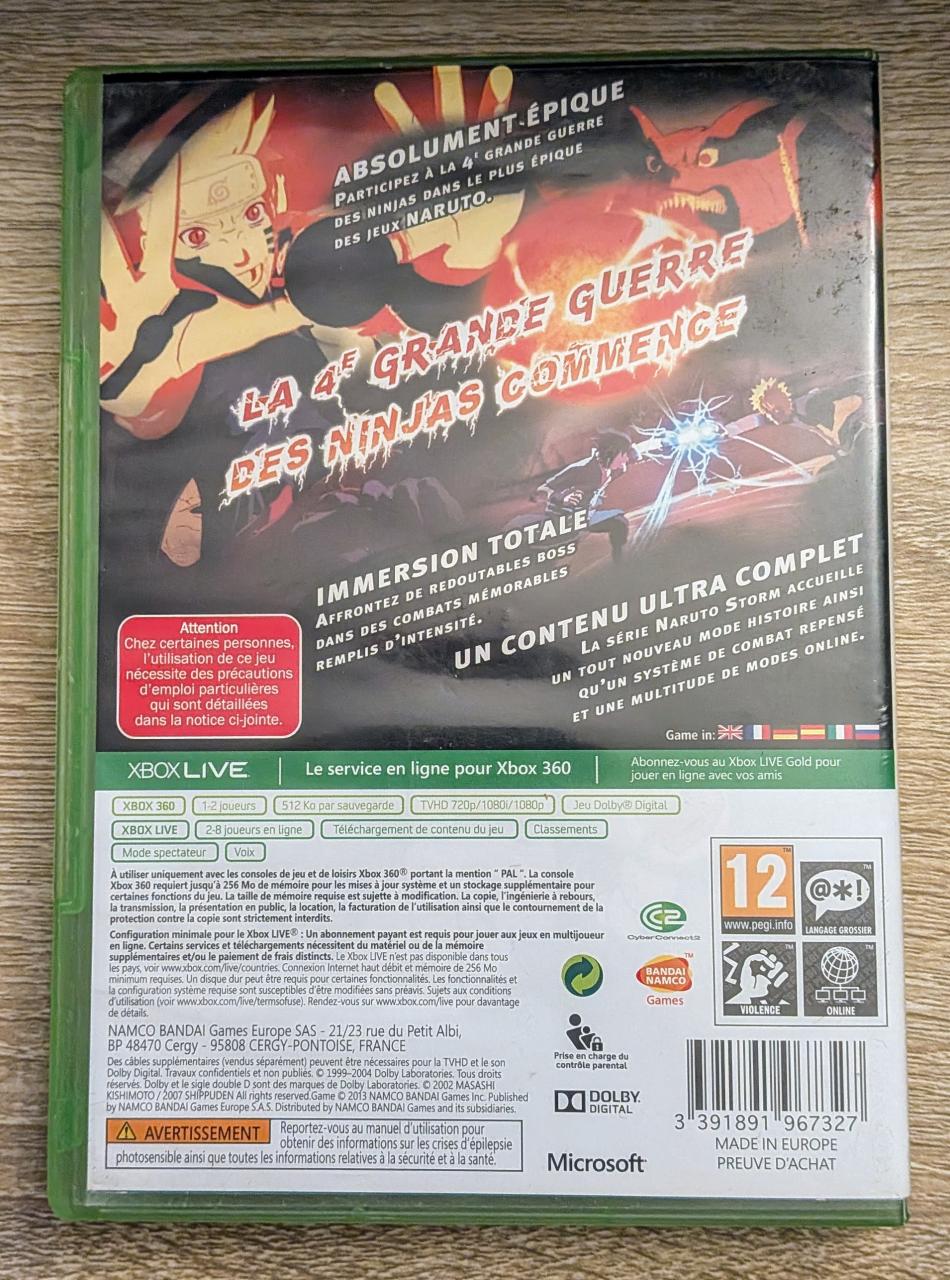 ABSOLUMENT ÉPIQUE
PARTICIPEZ À LA 4E GRANDE GUERRE
DES NINJAS DANS LE PLUS ÉPIQUE
DES JEUX NARUTO.
LA 4E GRANDE GUERRE
DES NINJAS COMMENCE
IMMERSION TOTALE
AFFRONTEZ DE REDOUTABLES BOSS
DANS DES COMBATS MÉMORABLES
REMPLIS D'INTENSITÉ.
UN CONTENU ULTRA COMPLET
LA SÉRIE NARUTO STORM ACCUEILLE
UN TOUT NOUVEAU MODE HISTOIRE AINSI
QU'UN SYSTÈME DE COMBAT REPENSÉ
ET UNE MULTITUDE DE MODES ONLINE.
Attention
Chez certaines personnes,
l'utilisation de ce jeu
nécessite des précautions
d'emploi particulières
qui sont détaillées
dans la notice ci-jointe.
Game in:
XBOX LIVE
Le service en ligne pour Xbox 360
Abonnez-vous au Xbox LIVE Gold pour
jouer en ligne avec vos amis
XBOX 360 1-2 joueurs 512 Ko par sauvegarde TVHD 720p/1080i/1080p Jeu Dolby® Digital
XBOX LIVE 2-8 joueurs en ligne Téléchargement de contenu du jeu Classements
Mode spectateur Voix
À utiliser uniquement avec les consoles de jeu et de loisirs Xbox 360® portant la mention " PAL ". La console
Xbox 360 requiert jusqu'à 256 Mo de mémoire pour les mises à jour système et un stockage supplémentaire pour
certaines fonctions du jeu. La taille de mémoire requise est sujette à modification. La copie, l'ingénierie à rebours,
la transmission, la présentation en public, la location, la facturation de l'utilisation ainsi que le contournement de la
protection contre la copie sont strictement interdits.
Configuration minimale pour le Xbox LIVE® : Un abonnement payant est requis pour jouer aux jeux en multijoueur
en ligne. Certains services et téléchargements nécessitent du matériel ou de la mémoire
supplémentaires et/ou le paiement de frais distincts. Le Xbox LIVE n'est pas disponible dans tous
les pays, voir www.xbox.com/live/countries. Connexion Internet haut débit et mémoire de 256 Mo
minimum requises. Un disque dur peut être requis pour certaines fonctionnalités. Les fonctionnalités et
la configuration système requise sont susceptibles d'être modifiées sans préavis. Sujets aux conditions
d'utilisation (voir www.xbox.com/live/termsofuse). Rendez-vous sur www.xbox.com/live pour davantage
de détails.
NAMCO BANDAI Games Europe SAS - 21/23 rue du Petit Albi,
BP 48470 Cergy - 95808 CERGY-PONTOISE, FRANCE
Des câbles supplémentaires (vendus séparément) peuvent être nécessaires pour la TVHD et le son
Dolby Digital. Travaux confidentiels et non publiés. © 1999–2004 Dolby Laboratories. Tous droits
réservés. Dolby et le sigle double D sont des marques de Dolby Laboratories. © 2002 MASASHI
KISHIMOTO / 2007 SHIPPUDEN All rights reserved.Game © 2013 NAMCO BANDAI Games Inc. Published
by NAMCO BANDAI Games Europe S.A.S. Distributed by NAMCO BANDAI Games and its subsidiaries.
AVERTISSEMENT Reportez-vous au manuel d'utilisation pour
obtenir des informations sur les crises d'épilepsie
photosensible ainsi que toutes les informations relatives à la sécurité et à la santé.
CyberConnect2
BANDAI
NAMCO
Games
Prise en charge du
contrôle parental
DOLBY
DIGITAL
Microsoft
12
www.pegi.info
@*!
LANGAGE GROSSIER
VIOLENCE
ONLINE
3 391891 967327
MADE IN EUROPE
PREUVE D'ACHAT